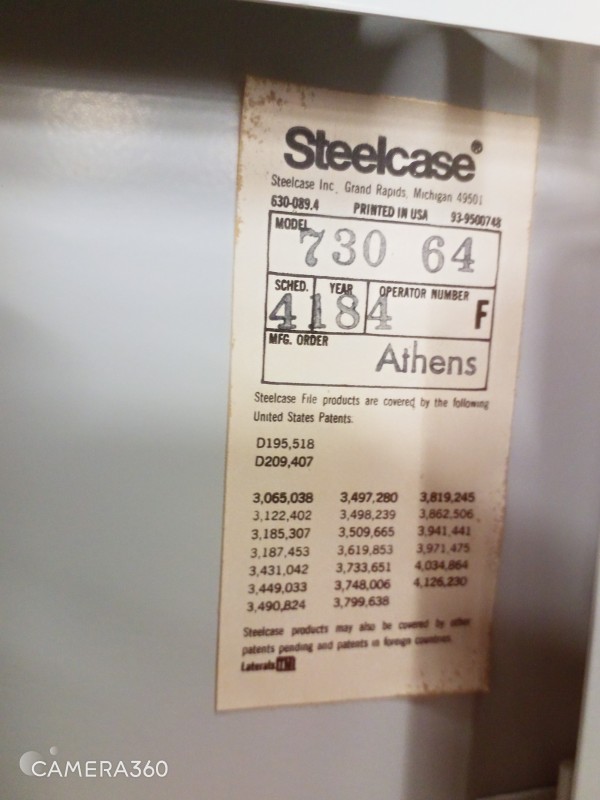 Steelcase®
Steelcase Inc. Grand Rapids, Michigan 49501
630-089.4 PRINTED IN USA 93-9500748
MODEL
730 64
SCHED. YEAR OPERATOR NUMBER
4184 F
MFG. ORDER
Athens
Steelcase File products are covered by the following
United States Patents:
D195,518
D209,407
3,065,038 3,497,280 3,819,245
3,122,402 3,498,239 3,862,506
3,185,307 3,509,665 3,941,441
3,187,453 3,619,853 3,971,475
3,431,042 3,733,651 4,034,864
3,449,033 3,748,006 4,126,230
3,490,824 3,799,638
Steelcase products may also be covered by other
patents pending and patents in foreign countries.
Laterals
CAMERA360